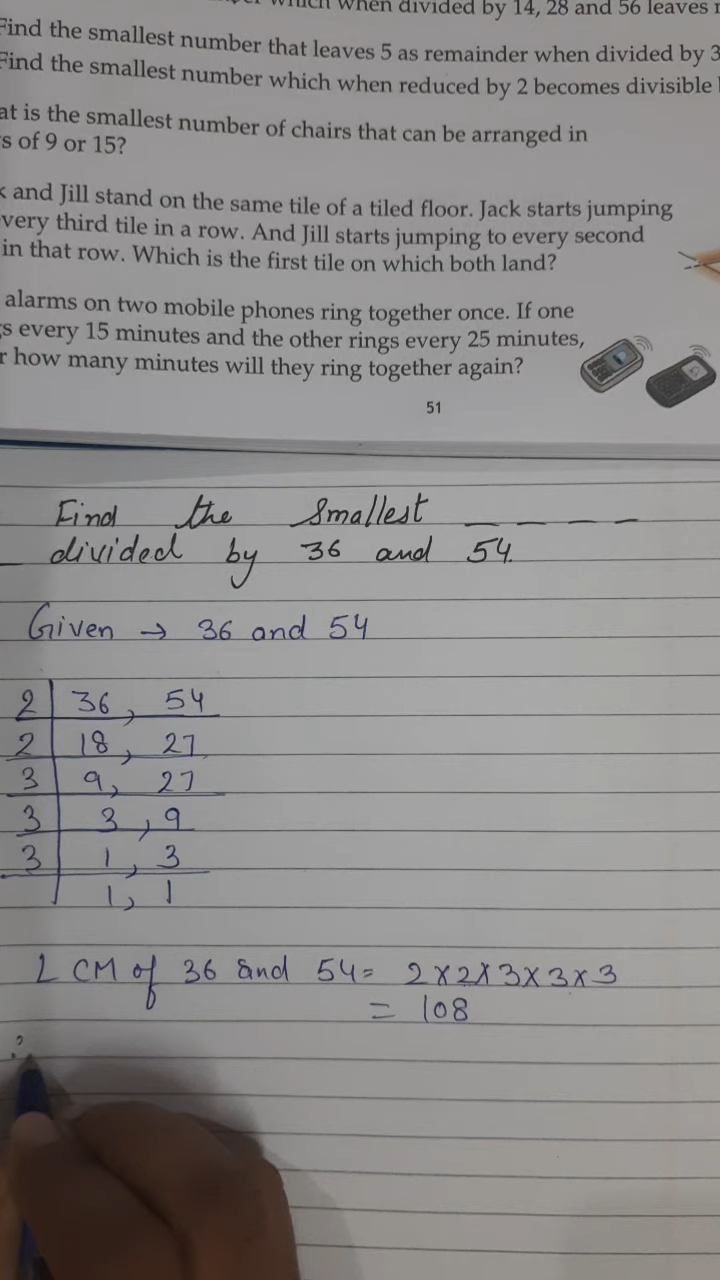 which when divided by 14, 28 and 56 leaves
Find the smallest number that leaves 5 as remainder when divided by 3
Find the smallest number which when reduced by 2 becomes divisible
at is the smallest number of chairs that can be arranged in
s of 9 or 15?
k and Jill stand on the same tile of a tiled floor. Jack starts jumping
very third tile in a row. And Jill starts jumping to every second
in that row. Which is the first tile on which both land?
alarms on two mobile phones ring together once. If one
gs every 15 minutes and the other rings every 25 minutes,
r how many minutes will they ring together again?
51
Find the smallest _ _ _ _
divided by 36 and 54.
Given → 36 and 54
2 | 36, 54
2 | 18, 27
3 | 9, 27
3 | 3, 9
3 | 1, 3
1, 1
LCM of 36 and 54 = 2×2×3×3×3
= 108